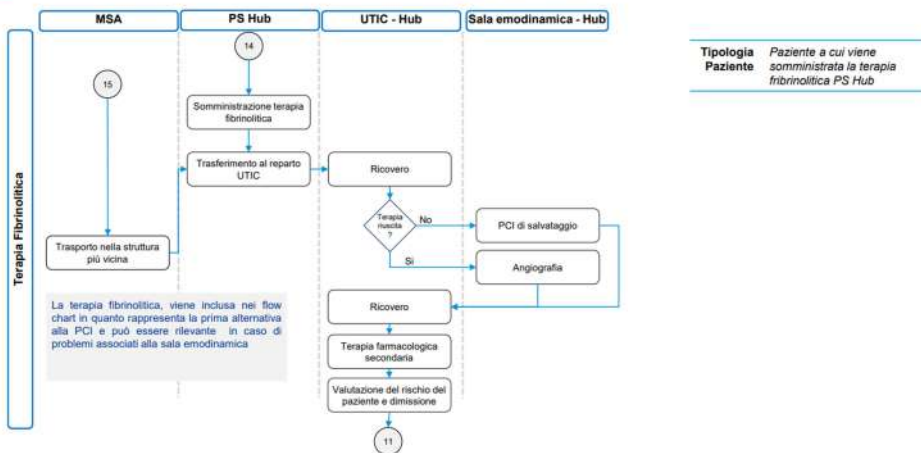 MSA
PS Hub
UTIC - Hub
Sala emodinamica - Hub
Terapia Fibrinolitica
14
15
Somministrazione terapia
fibrinolitica
Trasferimento al reparto
UTIC
Ricovero
Terapia
riuscita
?
No
Si
PCI di salvataggio
Angiografia
Trasporto nella struttura
più vicina
La terapia fibrinolitica, viene inclusa nei flow
chart in quanto rappresenta la prima alternativa
alla PCI e può essere rilevante in caso di
problemi associati alla sala emodinamica
Ricovero
Terapia farmacologica
secondaria
Valutazione del rischio del
paziente e dimissione
11
Tipologia Paziente a cui viene
Paziente somministrata la terapia
fribrinolitica PS Hub